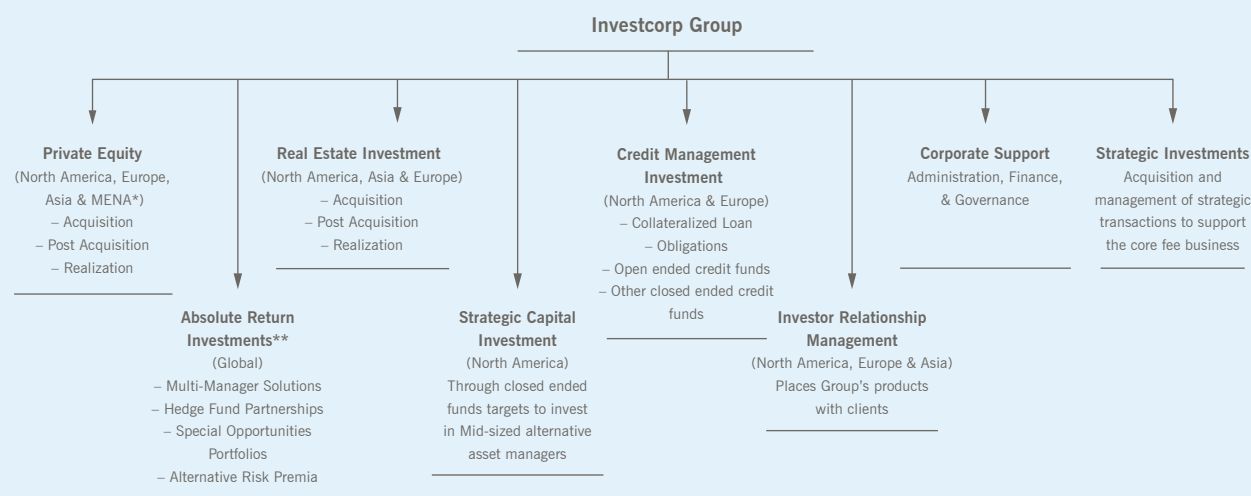 Investcorp Group
Private Equity
(North America, Europe,
Asia & MENA*)
– Acquisition
– Post Acquisition
– Realization
Absolute Return
Investments**
(Global)
– Multi-Manager Solutions
– Hedge Fund Partnerships
– Special Opportunities
Portfolios
– Alternative Risk Premia
Real Estate Investment
(North America, Asia & Europe)
– Acquisition
– Post Acquisition
– Realization
Strategic Capital
Investment
(North America)
Through closed ended
funds targets to invest
in Mid-sized alternative
asset managers
Credit Management
Investment
(North America & Europe)
– Collateralized Loan
– Obligations
– Open ended credit funds
– Other closed ended credit
funds
Investor Relationship
Management
(North America, Europe & Asia)
Places Group’s products
with clients
Corporate Support
Administration, Finance,
& Governance
Strategic Investments
Acquisition and
management of strategic
transactions to support
the core fee business